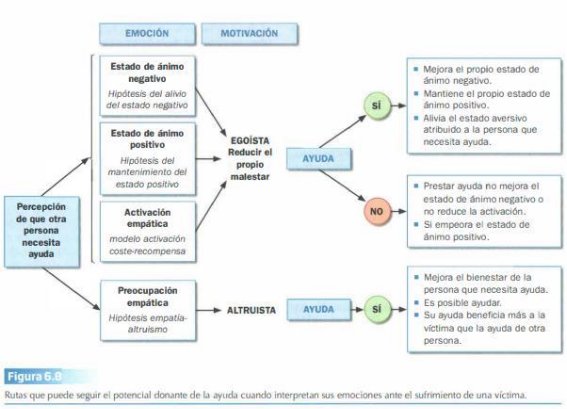 EMOCIÓN
MOTIVACIÓN
Estado de ánimo
negativo
Hipótesis del alivio
del estado negativo
Estado de ánimo
positivo
Hipótesis del
mantenimiento del
estado positivo
Activación
empática
modelo activación
coste-recompensa
Preocupación
empática
Hipótesis empatía-
altruismo
Percepción
de que otra
persona
necesita
ayuda
EGOÍSTA
Reducir el
propio
malestar
AYUDA
SÍ
Mejora el propio estado de
ánimo negativo.
Mantiene el propio estado de
ánimo positivo.
Alivia el estado aversivo
atribuido a la persona que
necesita ayuda.
NO
Prestar ayuda no mejora el
estado de ánimo negativo o
no reduce la activación.
Si empeora el estado de
ánimo positivo.
ALTRUISTA
AYUDA
SÍ
Mejora el bienestar de la
persona que necesita ayuda.
Es posible ayudar.
Su ayuda beneficia más a la
víctima que la ayuda de otra
persona.
Figura 6.8
Rutas que puede seguir el potencial donante de la ayuda cuando interpretan sus emociones ante el sufrimiento de una víctima.